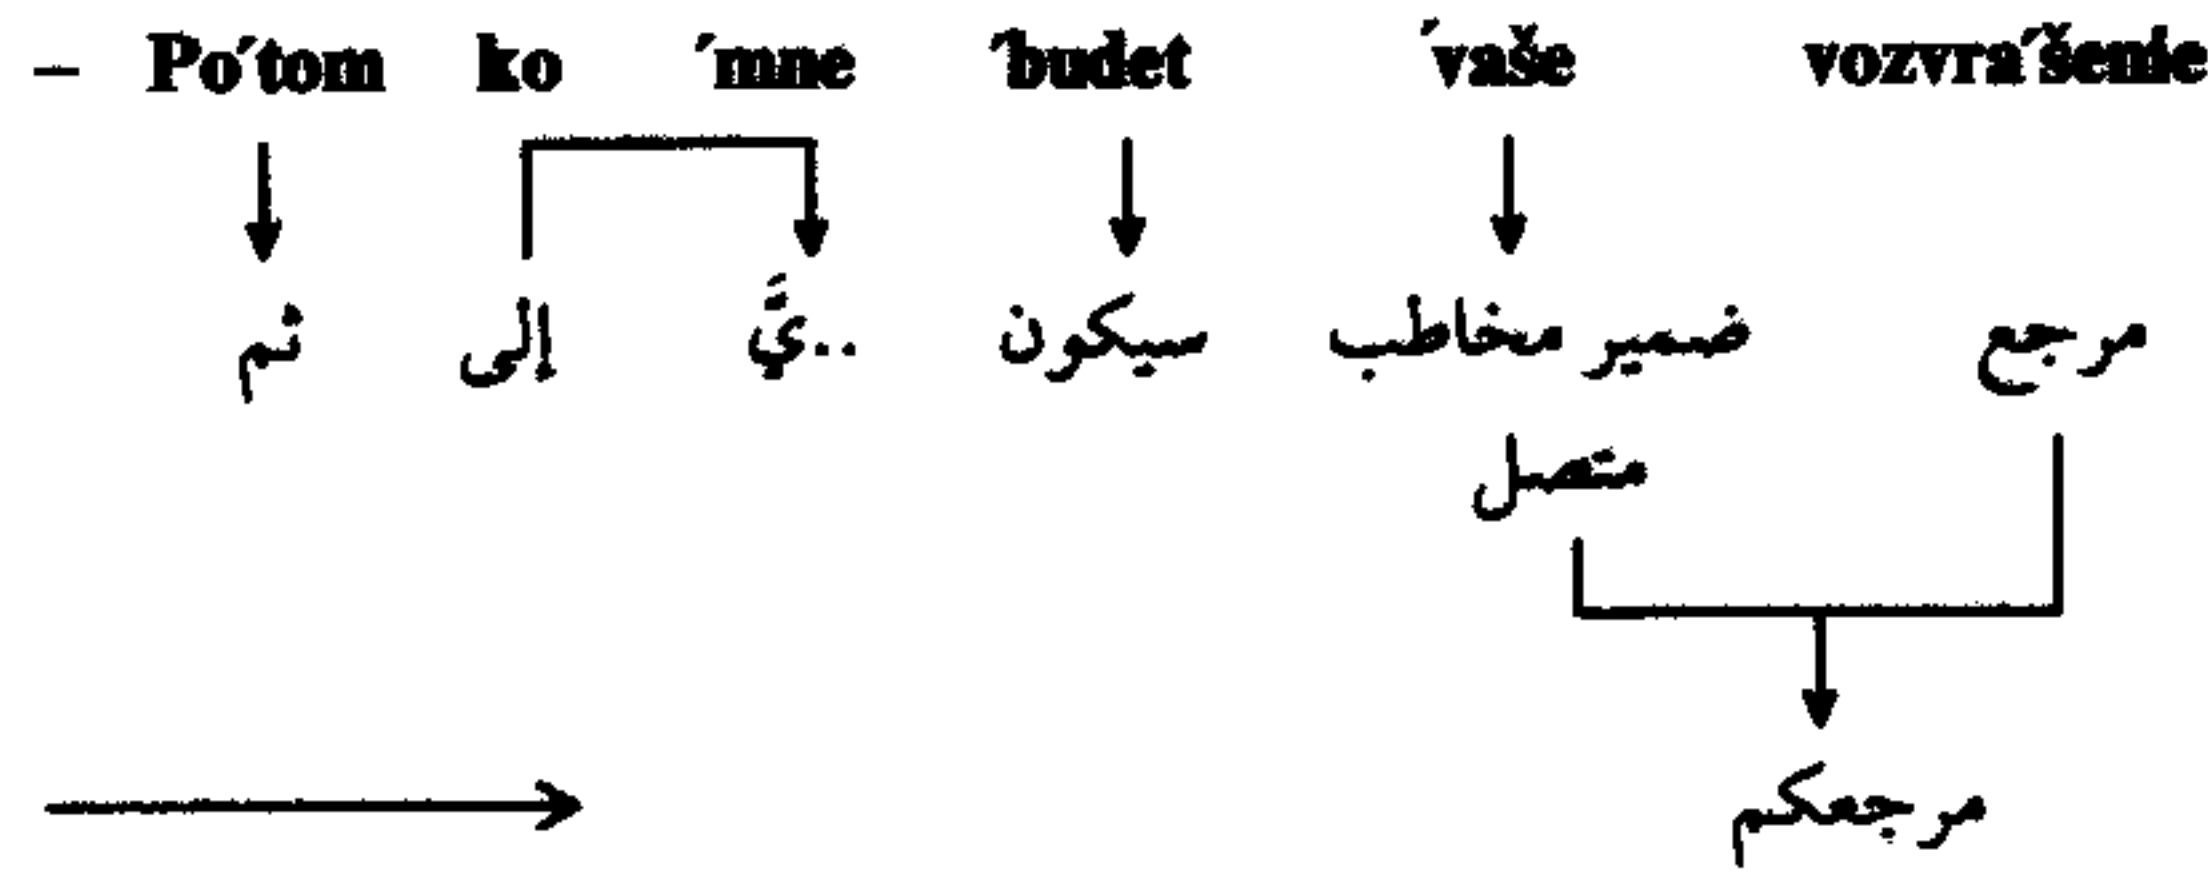 – Po´tom ko ´mne ´budet ´vaše vozvra´šenie
ثم إلى ..يَّ سيكون ضمير مخاطب مرجع
متصل
مرجعكم